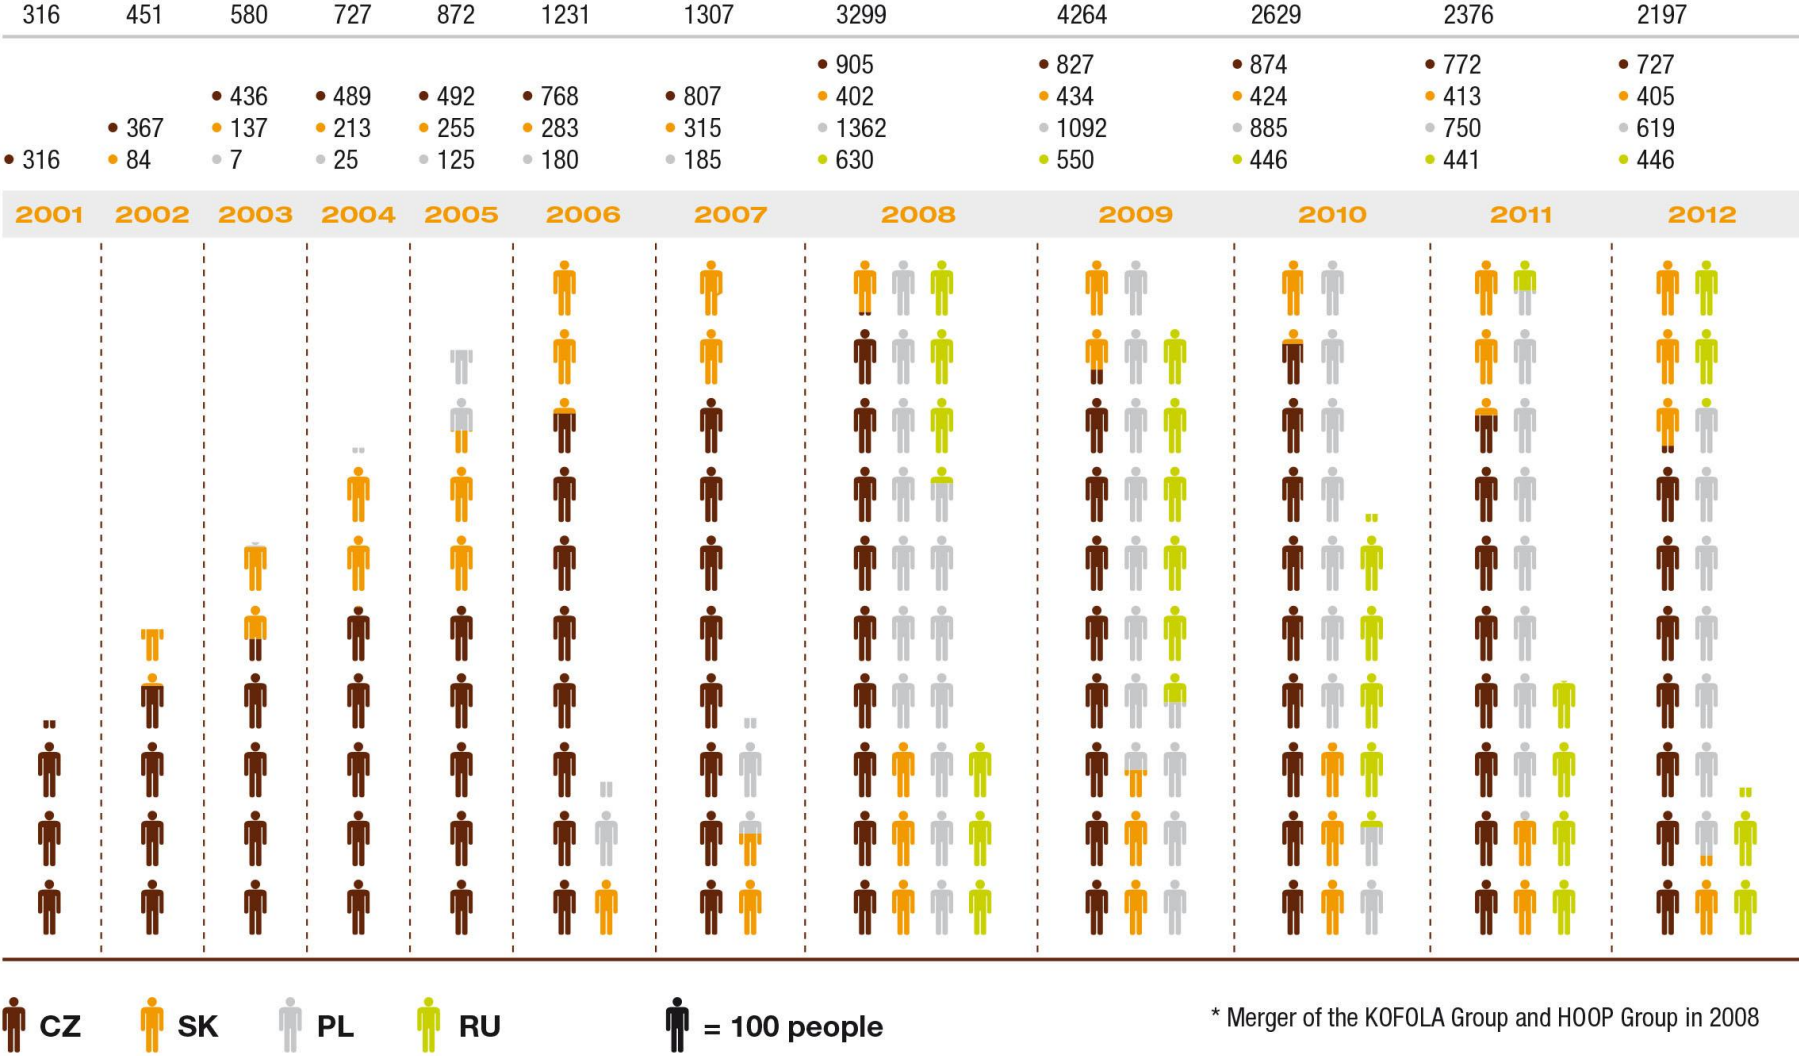 316 451 580 727 872 1231 1307 3299 4264 2629 2376 2197
905 827 874 772 727
436 489 492 768 807 402 434 424 413 405
367 137 213 255 283 315 1362 1092 885 750 619
316 84 7 25 125 180 185 630 550 446 441 446
2001 2002 2003 2004 2005 2006 2007 2008 2009 2010 2011 2012
CZ SK PL RU = 100 people
* Merger of the KOFOLA Group and HOOP Group in 2008